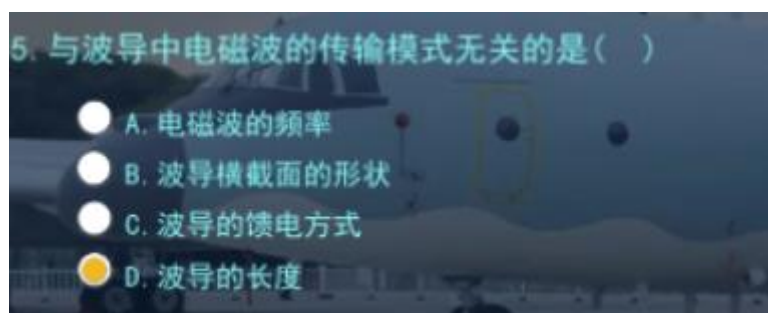 5. 与波导中电磁波的传输模式无关的是( )
A. 电磁波的频率
B. 波导横截面的形状
C. 波导的馈电方式
D. 波导的长度